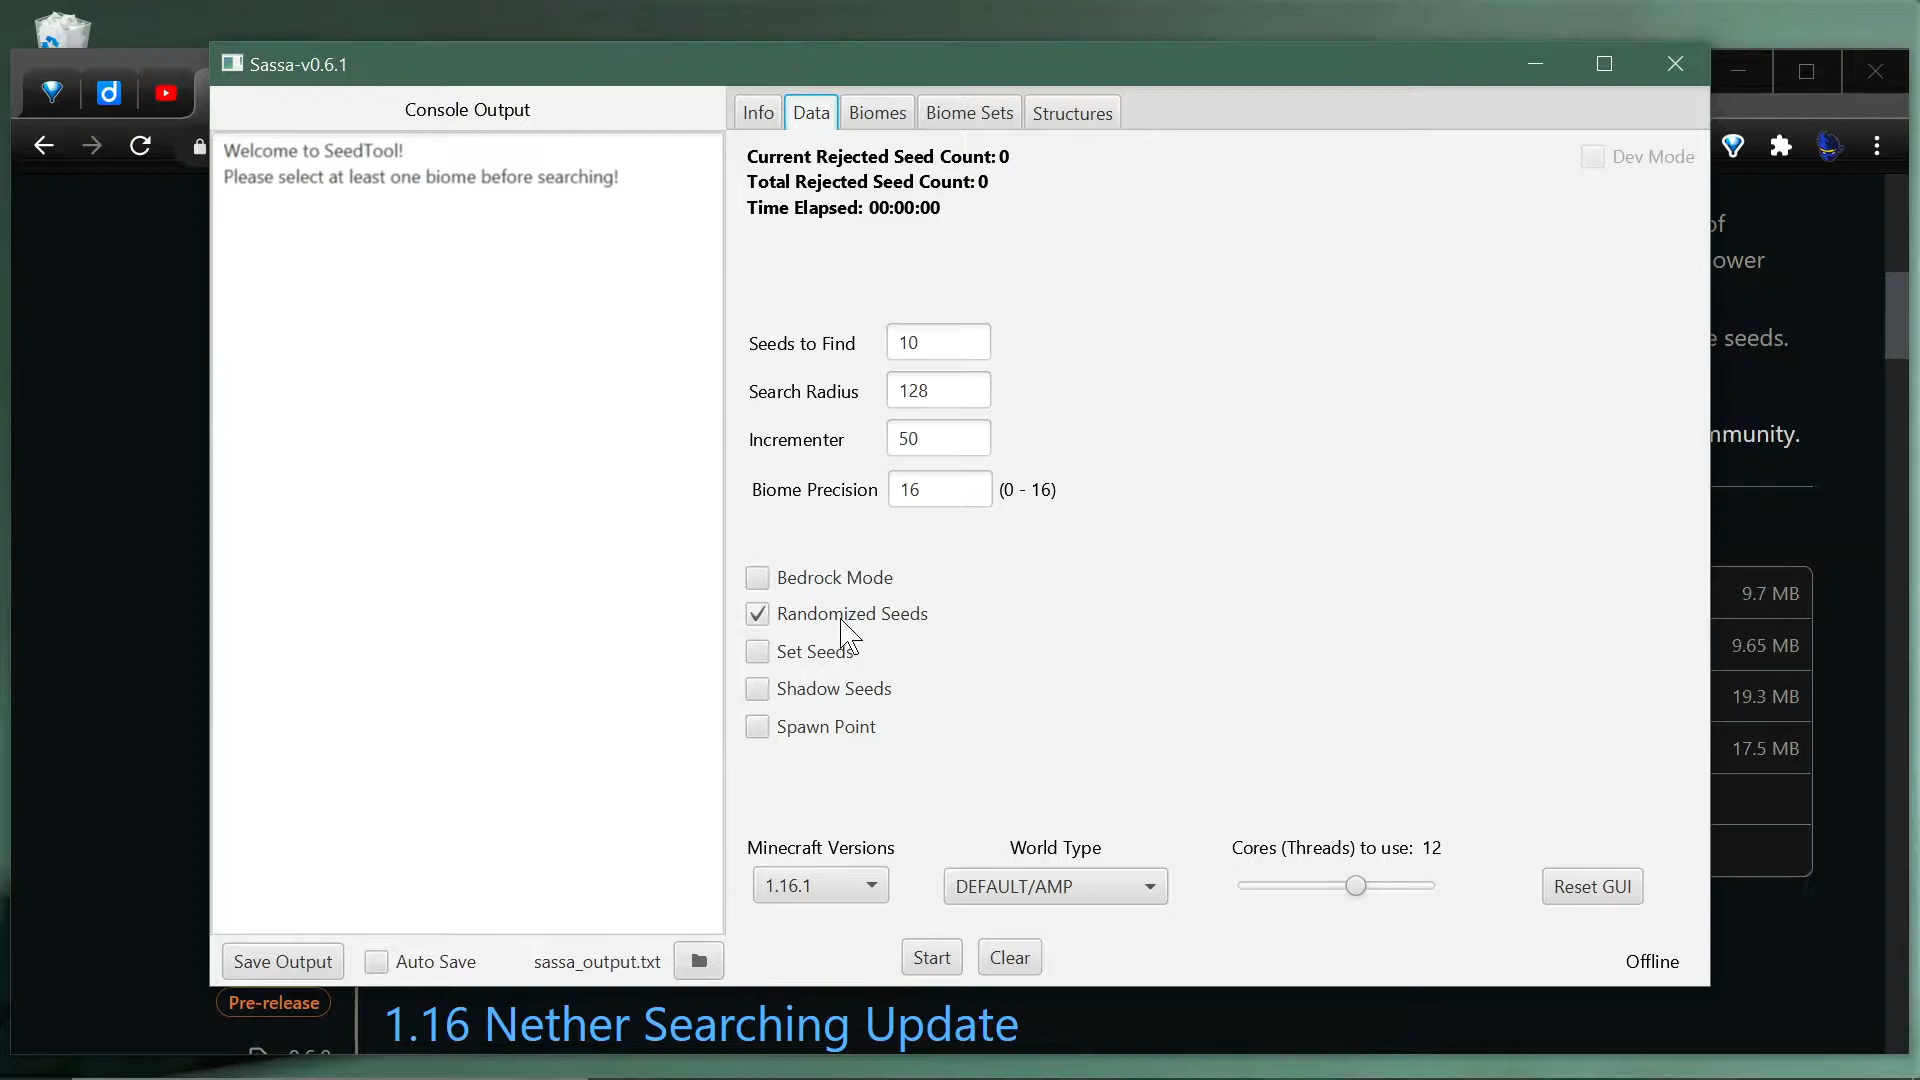 Sassa-v0.6.1
Console Output
Info Data Biomes Biome Sets Structures
Welcome to SeedTool!
Please select at least one biome before searching!
Current Rejected Seed Count: 0
Total Rejected Seed Count: 0
Time Elapsed: 00:00:00
Dev Mode
Seeds to Find 10
Search Radius 128
Incrementer 50
Biome Precision 16 (0 - 16)
Bedrock Mode
Randomized Seeds
Set Seeds
Shadow Seeds
Spawn Point
Minecraft Versions World Type Cores (Threads) to use: 12
1.16.1 DEFAULT/AMP Reset GUI
Save Output Auto Save sassa_output.txt Start Clear Offline
of
ower
seeds.
mmunity.
9.7 MB
9.65 MB
19.3 MB
17.5 MB
Pre-release
1.16 Nether Searching Update